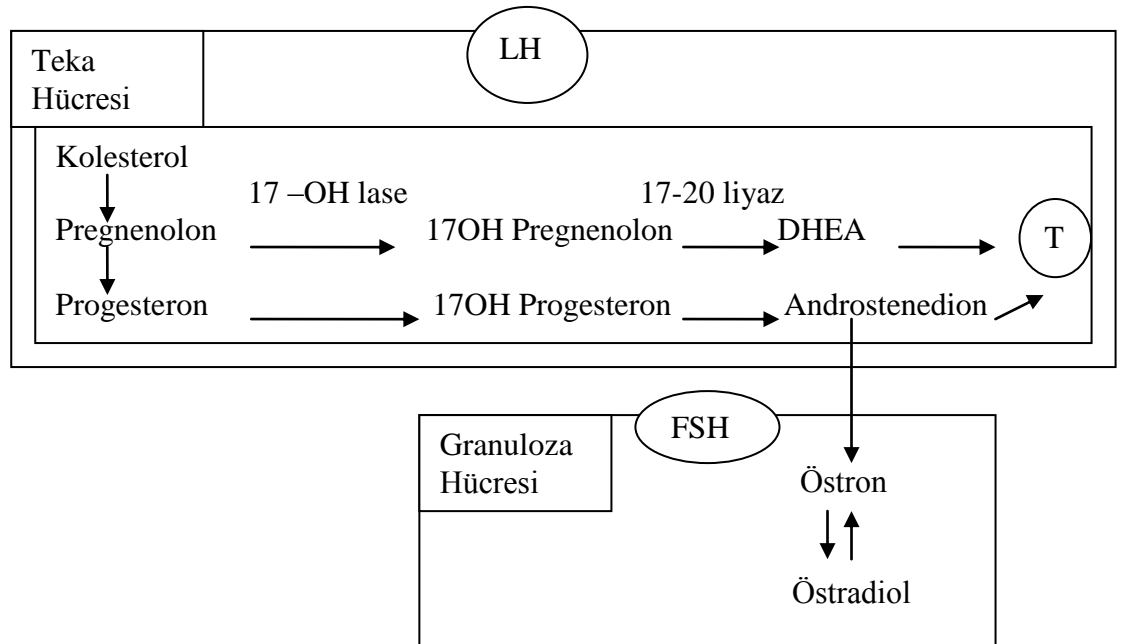 LH
Teka
Hücresi
Kolesterol
17 –OH lase 17-20 liyaz
Pregnenolon 17OH Pregnenolon DHEA T
Progesteron 17OH Progesteron Androstenedion
FSH
Granuloza
Hücresi
Östron
Östradiol